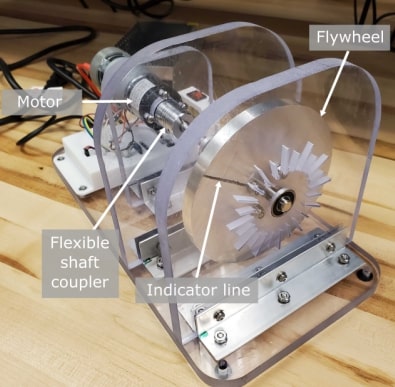 Flywheel
Motor
Flexible
shaft
coupler
Indicator line